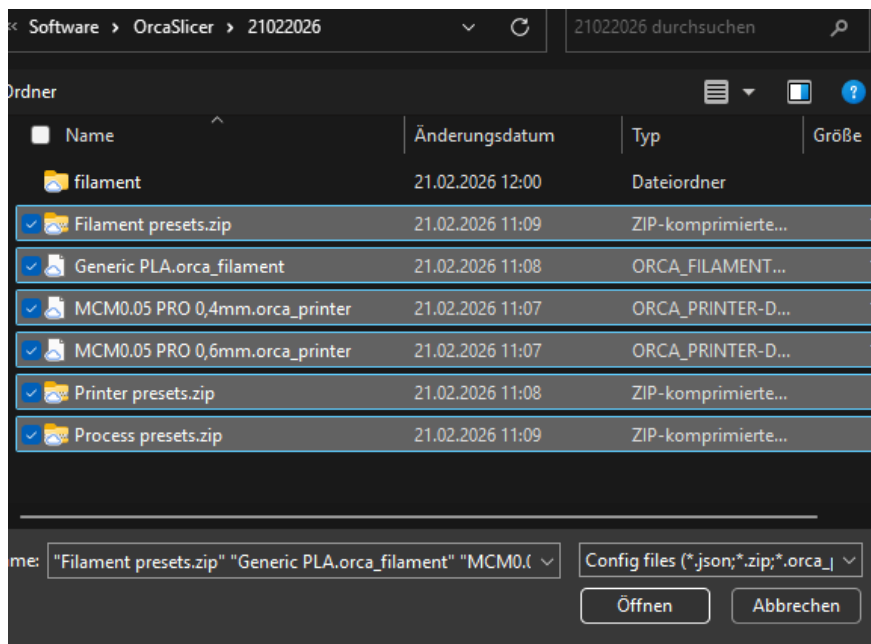 Software > OrcaSlicer > 21022026 21022026 durchsuchen
Ordner
Name Änderungsdatum Typ Größe
filament 21.02.2026 12:00 Dateiordner
Filament presets.zip 21.02.2026 11:09 ZIP-komprimierte...
Generic PLA.orca_filament 21.02.2026 11:08 ORCA_FILAMENT...
MCM0.05 PRO 0,4mm.orca_printer 21.02.2026 11:07 ORCA_PRINTER-D...
MCM0.05 PRO 0,6mm.orca_printer 21.02.2026 11:07 ORCA_PRINTER-D...
Printer presets.zip 21.02.2026 11:08 ZIP-komprimierte...
Process presets.zip 21.02.2026 11:09 ZIP-komprimierte...
me: "Filament presets.zip" "Generic PLA.orca_filament" "MCM0.( Config files (*.json;*.zip;*.orca_p
Öffnen Abbrechen